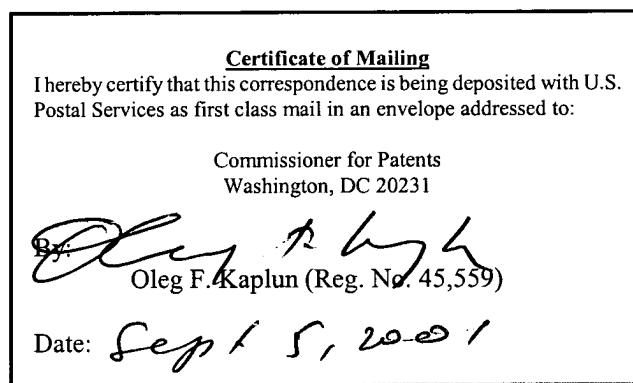 Certificate of Mailing
I hereby certify that this correspondence is being deposited with U.S.
Postal Services as first class mail in an envelope addressed to:
Commissioner for Patents
Washington, DC 20231
By:
Oleg F. Kaplun (Reg. No. 45,559)
Date: Sept 5, 2001